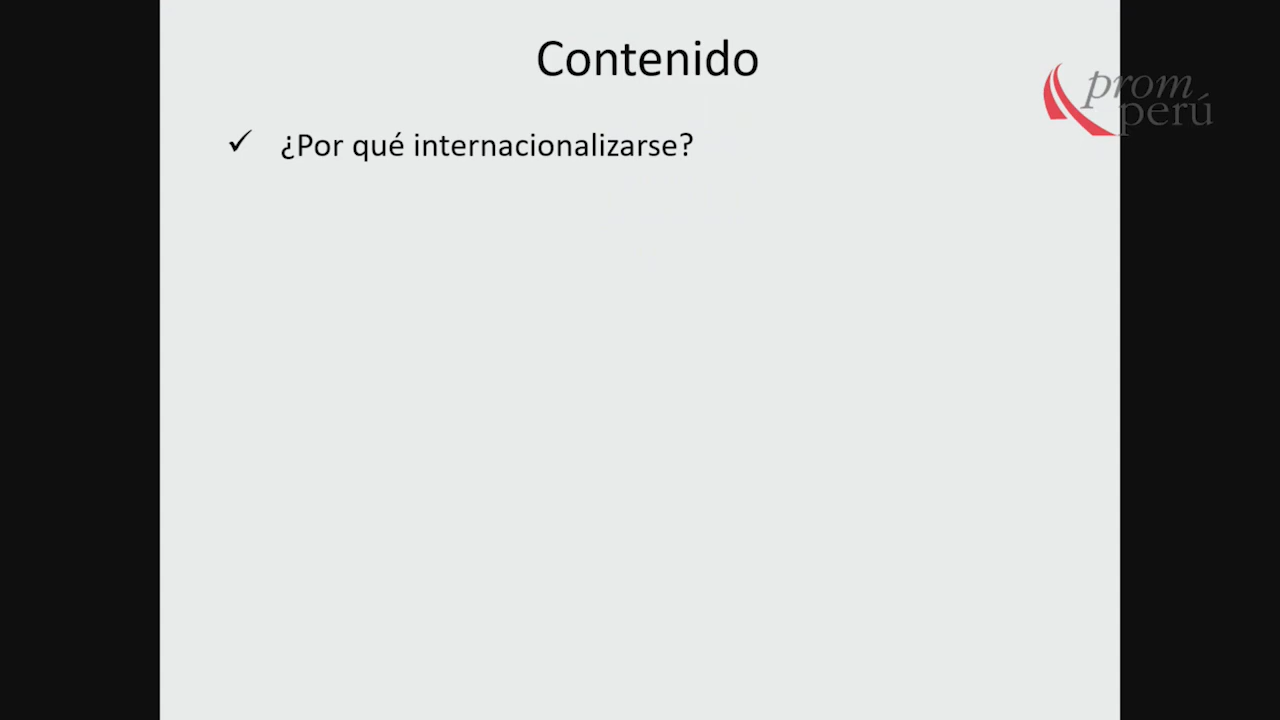 Contenido
prom
perú
✓ ¿Por qué internacionalizarse?